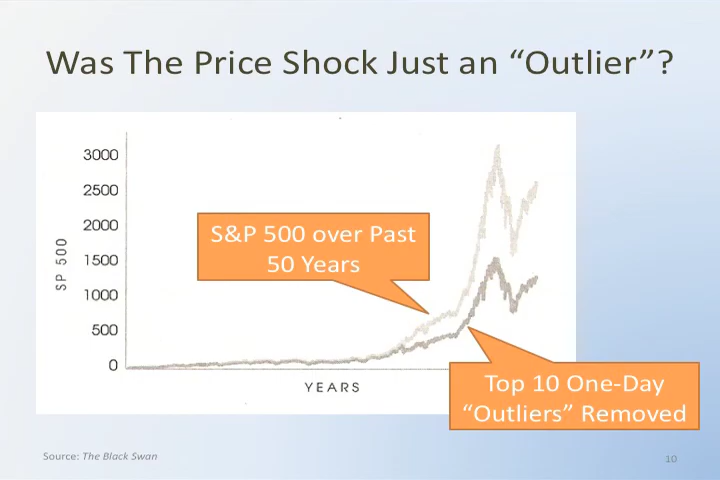 Was The Price Shock Just an “Outlier”?
3000
2500
2000
1500
1000
500
0
SP 500
YEARS
S&P 500 over Past
50 Years
Top 10 One-Day
“Outliers” Removed
Source: The Black Swan
10